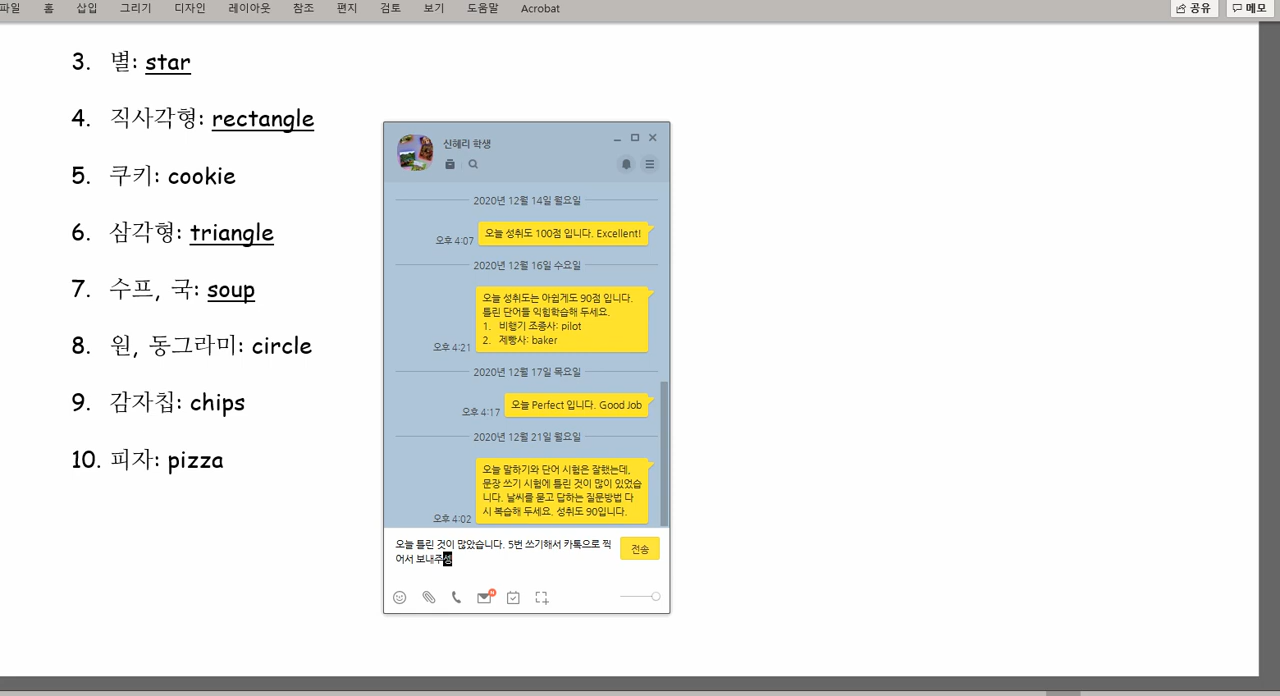 파일 홈 삽입 그리기 디자인 레이아웃 참조 편지 검토 보기 도움말 Acrobat 공유 메모
3. 별: star
4. 직사각형: rectangle
5. 쿠키: cookie
6. 삼각형: triangle
7. 수프, 국: soup
8. 원, 동그라미: circle
9. 감자칩: chips
10. 피자: pizza
신혜리 학생
2020년 12월 14일 월요일
오늘 성취도 100점 입니다. Excellent!
오후 4:07
2020년 12월 16일 수요일
오늘 성취도는 아쉽게도 90점 입니다.
틀린 단어들 익힘학습해 두세요.
1. 비행기 조종사: pilot
2. 제빵사: baker
오후 4:21
2020년 12월 17일 목요일
오늘 Perfect 입니다. Good Job
오후 4:17
2020년 12월 21일 월요일
오늘 말하기와 단어 시험은 잘했는데,
문장 쓰기 시험에 틀린 것이 많이 있었습
니다. 날씨를 묻고 답하는 질문방법 다
시 복습해 두세요. 성취도 90입니다.
오후 4:02
오늘 틀린 것이 많았습니다. 5번 쓰기해서 카톡으로 찍
어서 보내주셍
전송